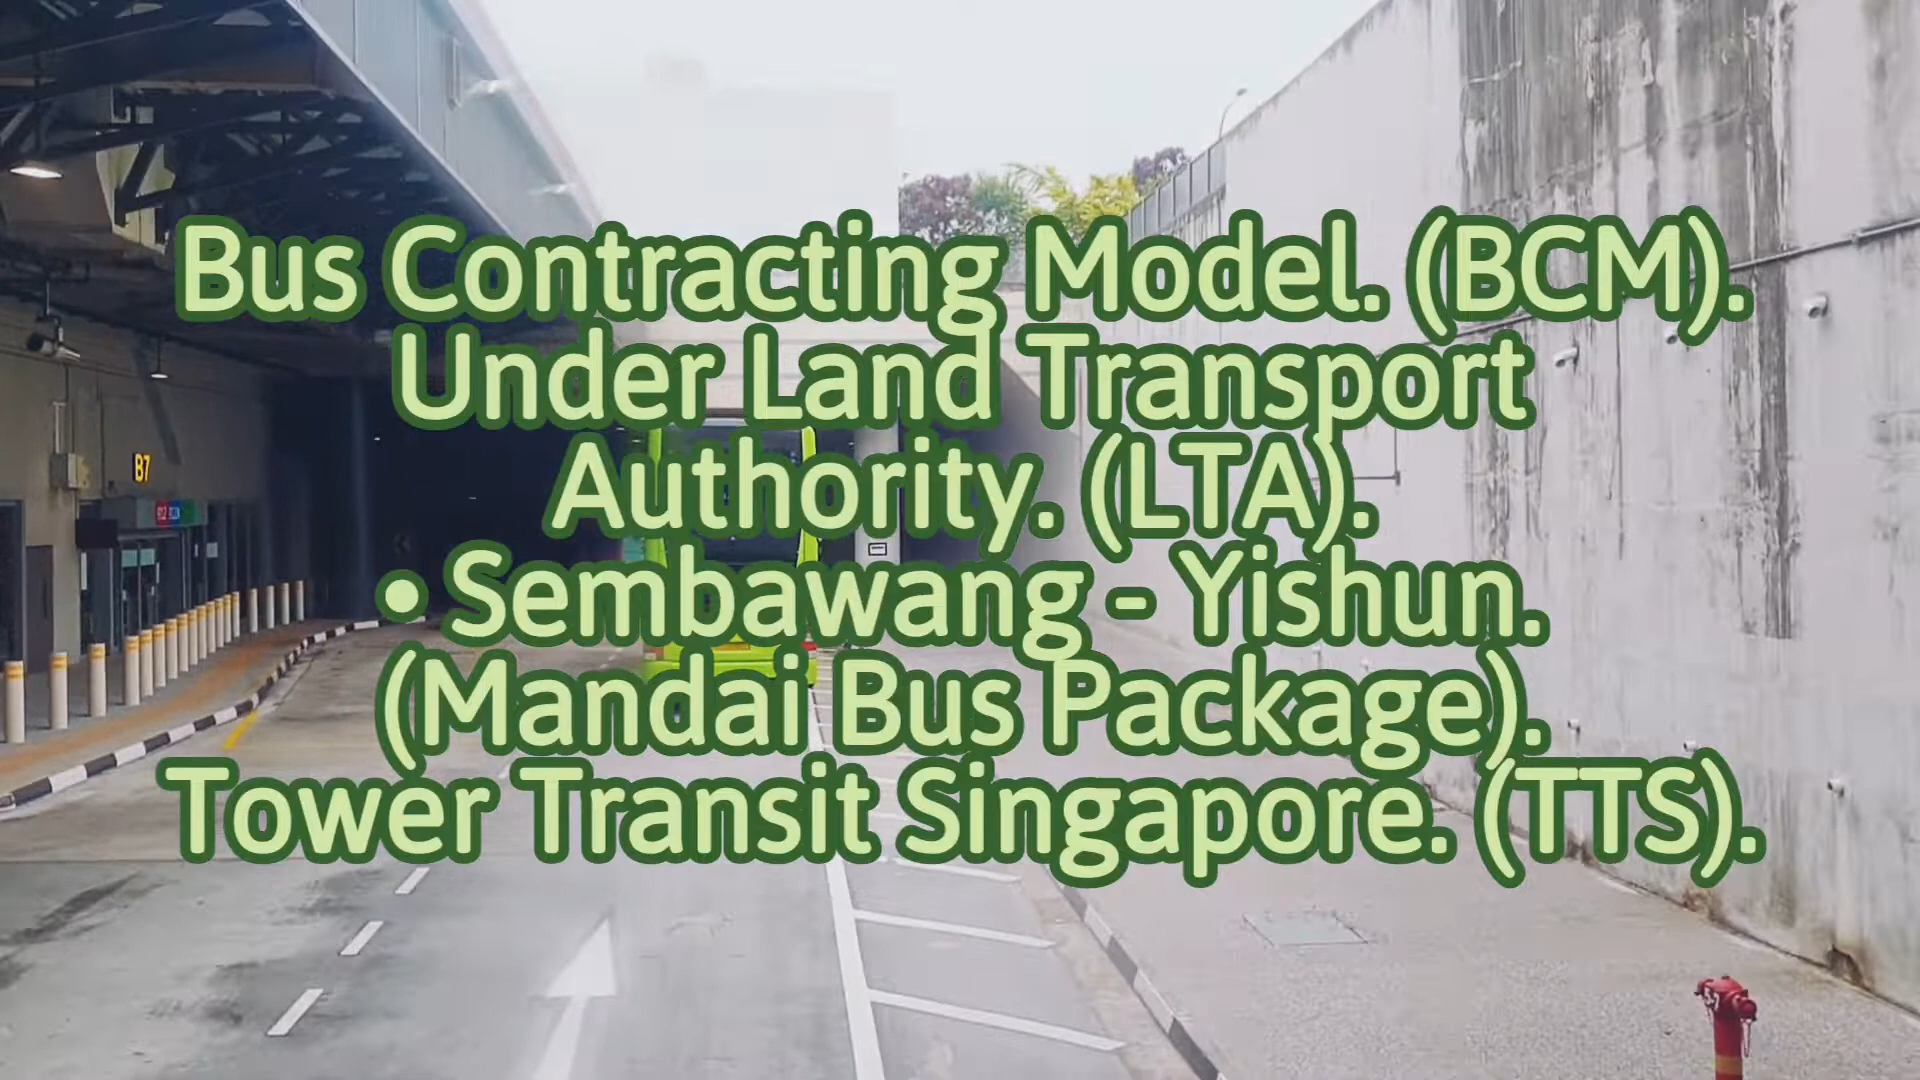 Bus Contracting Model. (BCM).
Under Land Transport
Authority. (LTA).
• Sembawang - Yishun.
(Mandai Bus Package).
Tower Transit Singapore. (TTS).
B7